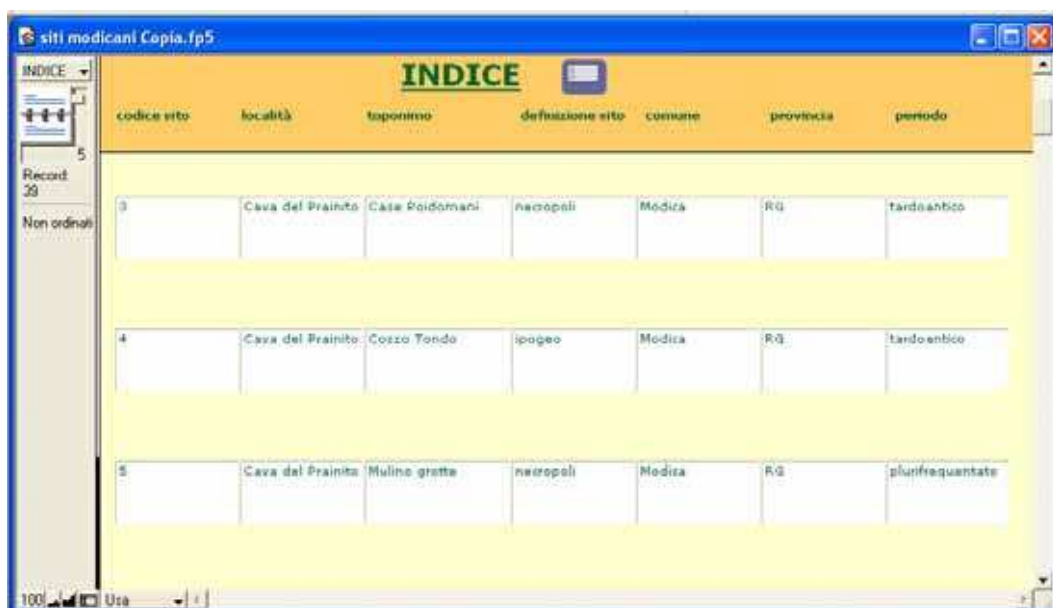 siti modicani Copia.fp5
INDICE
INDICE
codice sito località toponimo definizione sito comune provincia periodo
5
Record:
39
Non ordinati
3 Cava del Prainito Case Poidomani necropoli Modica RG tardoantico
4 Cava del Prainito Cozzo Tondo ipogeo Modica RG tardoantico
5 Cava del Prainito Mulino grotte necropoli Modica RG plurifrequentato
100 Usa